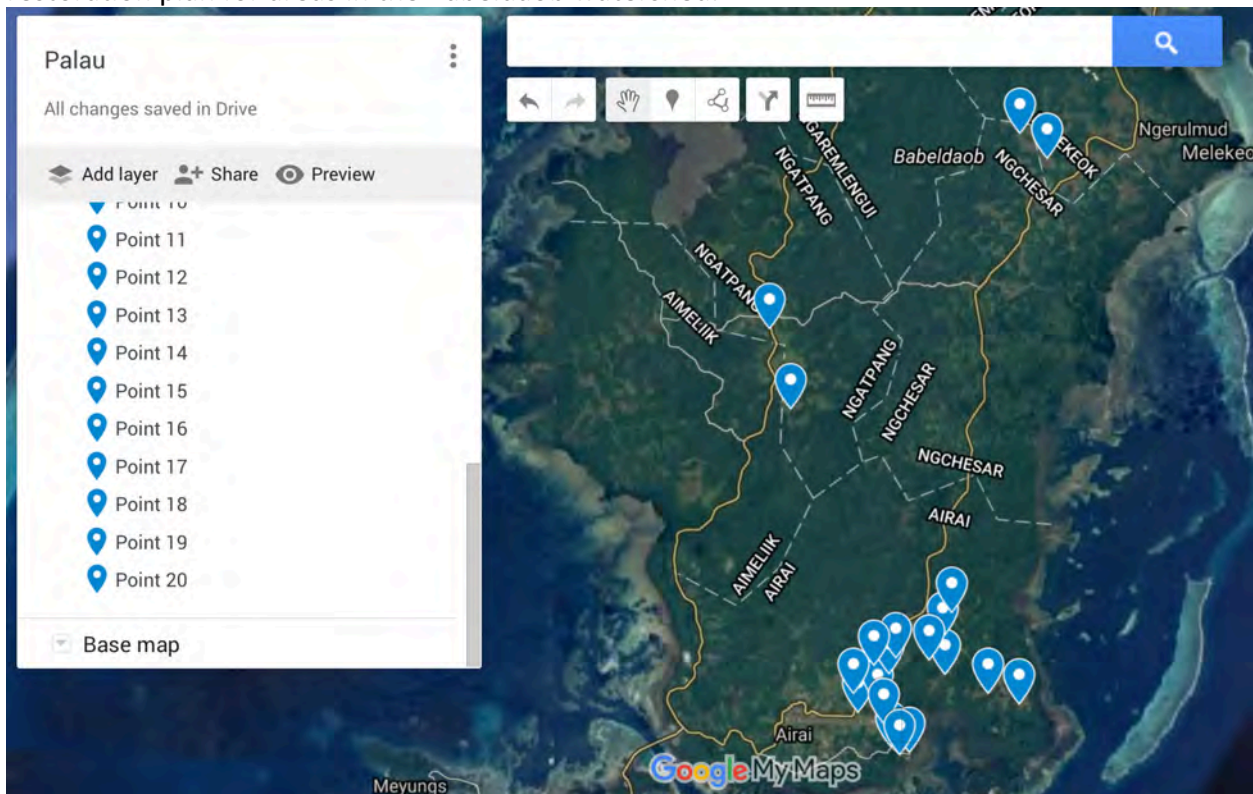 Palau
All changes saved in Drive
Add layer Share Preview
Point 10
Point 11
Point 12
Point 13
Point 14
Point 15
Point 16
Point 17
Point 18
Point 19
Point 20
Base map
Ngerulmud
Babeldaob
NGAREMLENGUI
NGATPANG
NGCHESAR
NGATPANG
AIMELIIK
NGATPANG
NGCHESAR
NGCHESAR
AIRAI
AIMELIIK
AIRAI
Airai
Google My Maps
Meyungs